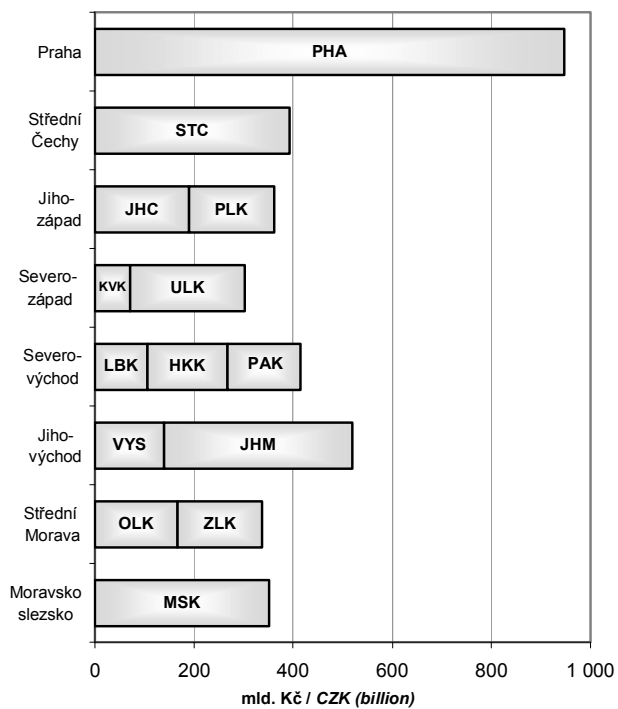 Praha
PHA
Střední
Čechy
STC
Jiho-
západ
JHC PLK
Severo-
západ
KVK ULK
Severo-
východ
LBK HKK PAK
Jiho-
východ
VYS JHM
Střední
Morava
OLK ZLK
Moravsko
slezsko
MSK
0 200 400 600 800 1 000
mld. Kč / CZK (billion)